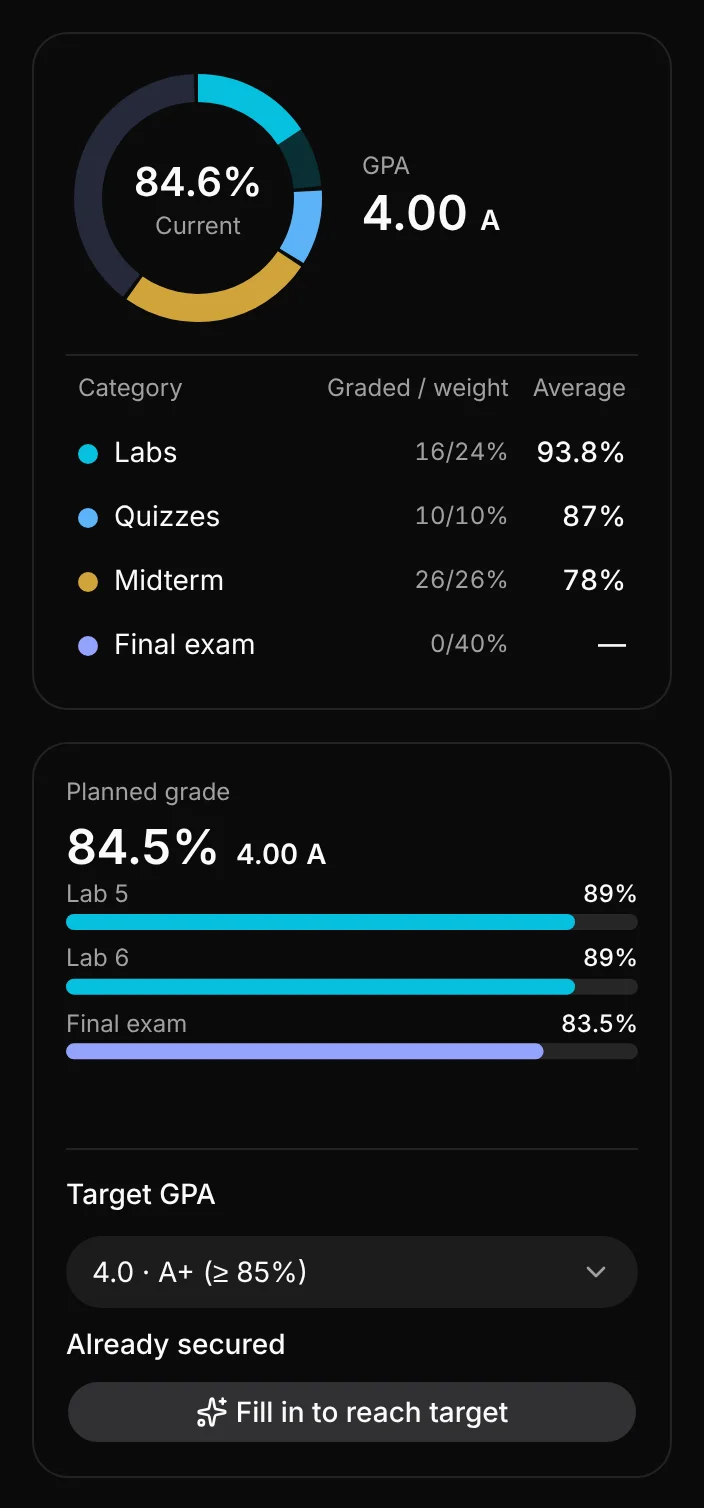 84.6%
Current
GPA
4.00 A
Category Graded / weight Average
Labs 16/24% 93.8%
Quizzes 10/10% 87%
Midterm 26/26% 78%
Final exam 0/40% —
Planned grade
84.5% 4.00 A
Lab 5 89%
Lab 6 89%
Final exam 83.5%
Target GPA
4.0 · A+ (≥ 85%)
Already secured
Fill in to reach target